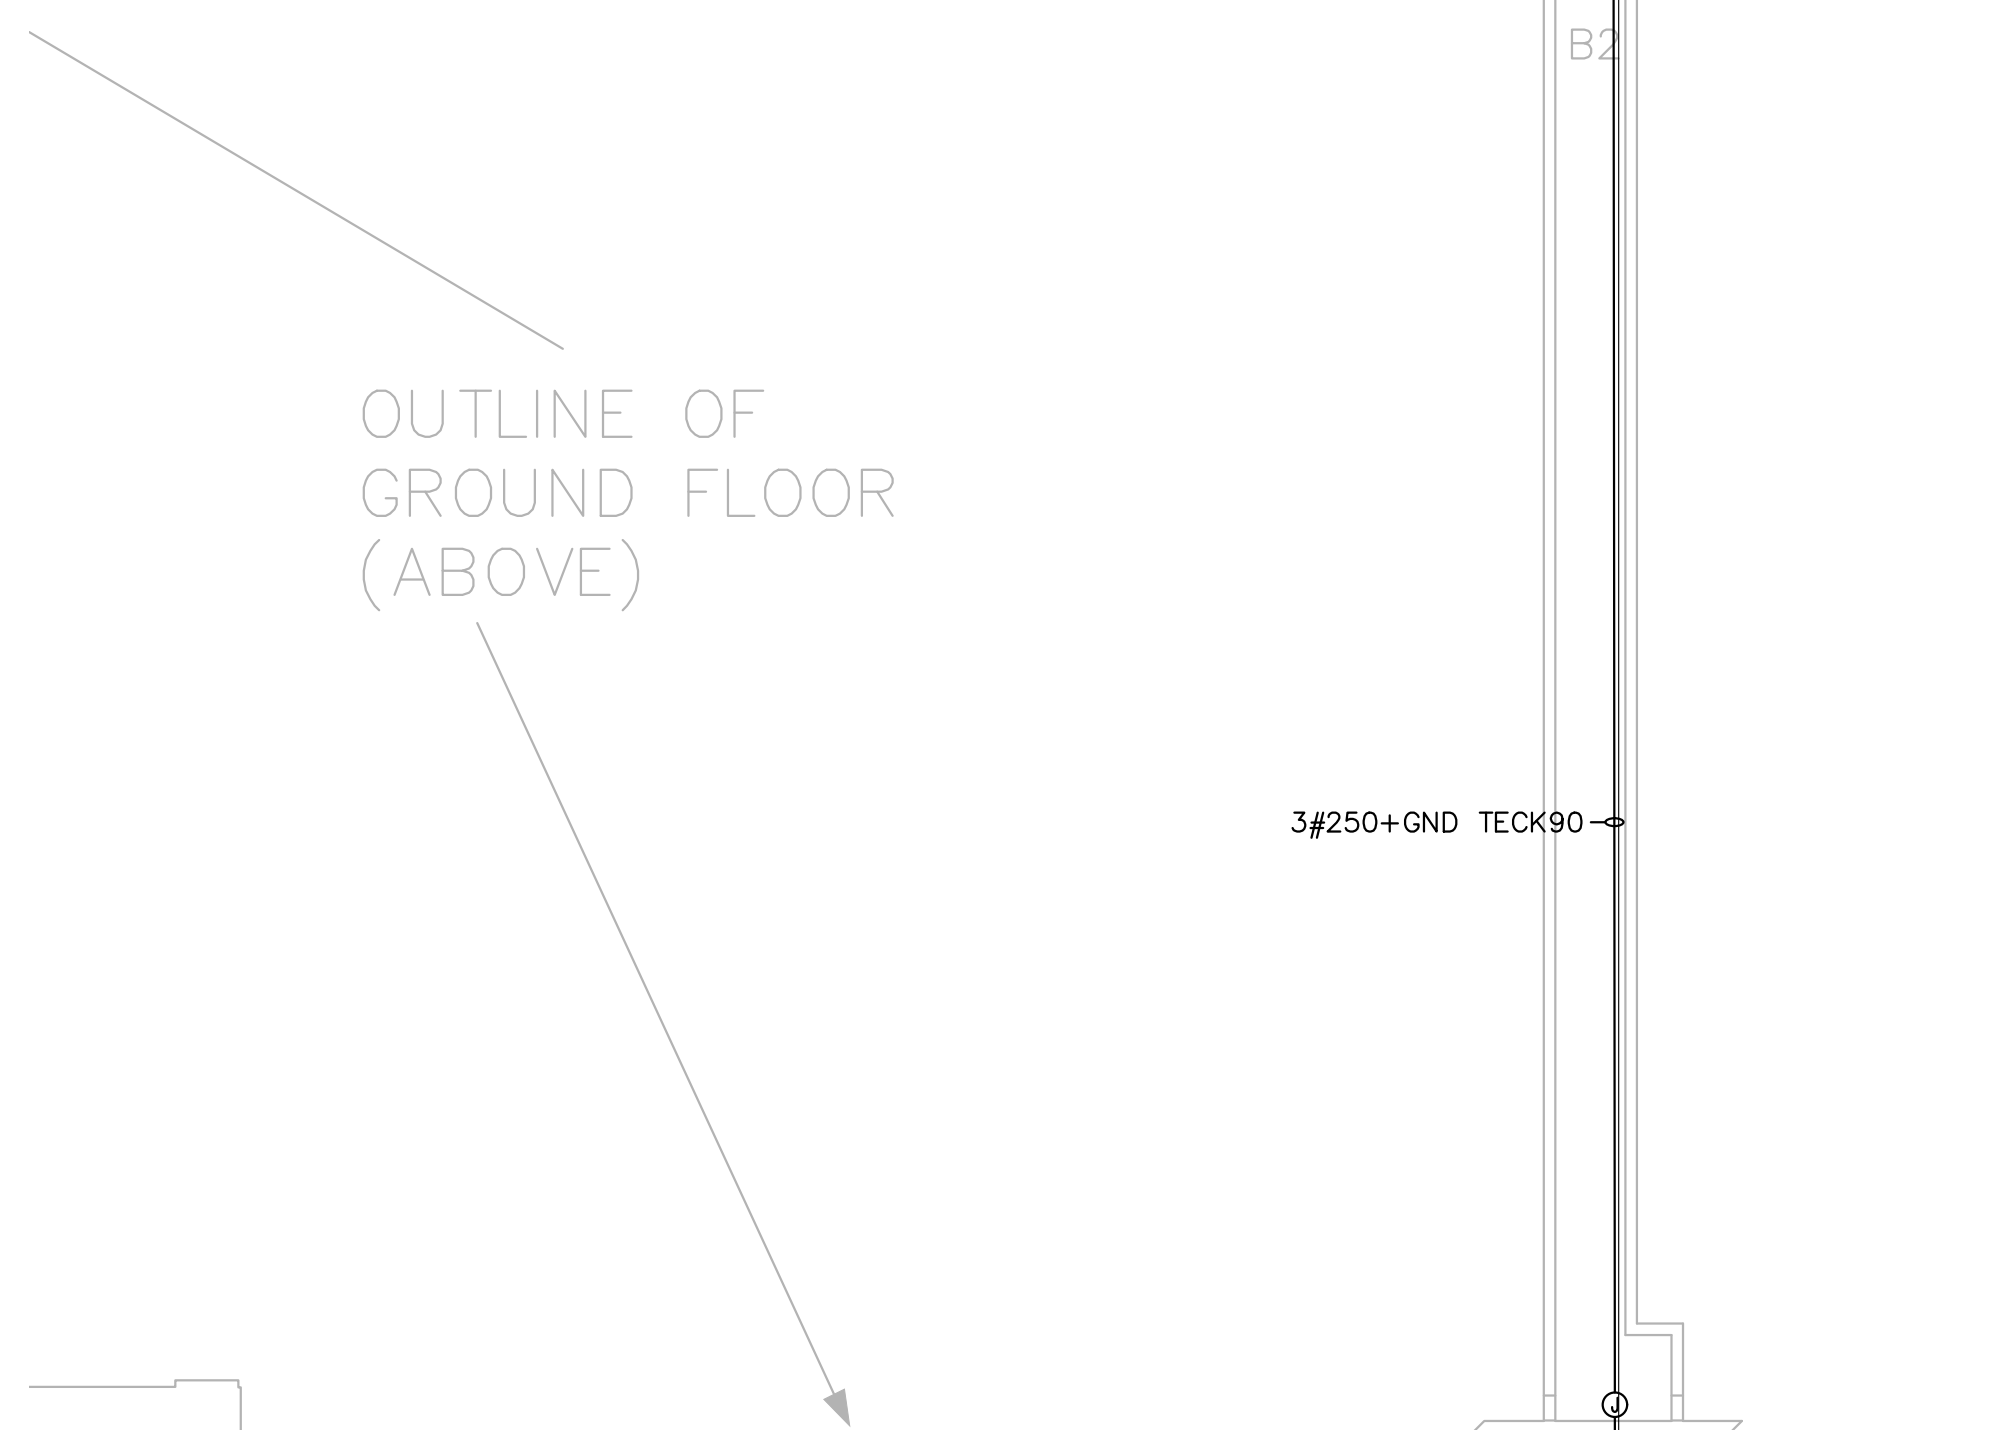 B2
OUTLINE OF
GROUND FLOOR
(ABOVE)
3#250+GND TECK90
J